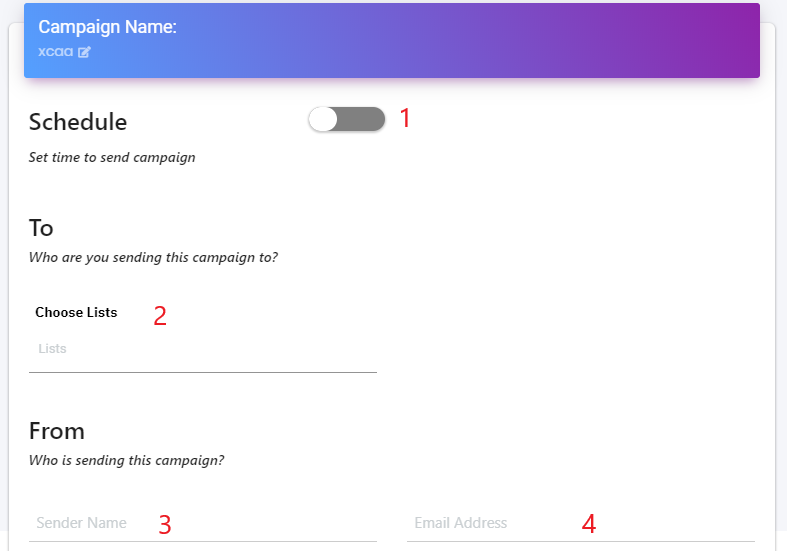 Campaign Name:
xcaa
Schedule 1
Set time to send campaign
To
Who are you sending this campaign to?
Choose Lists 2
Lists
From
Who is sending this campaign?
Sender Name 3 Email Address 4